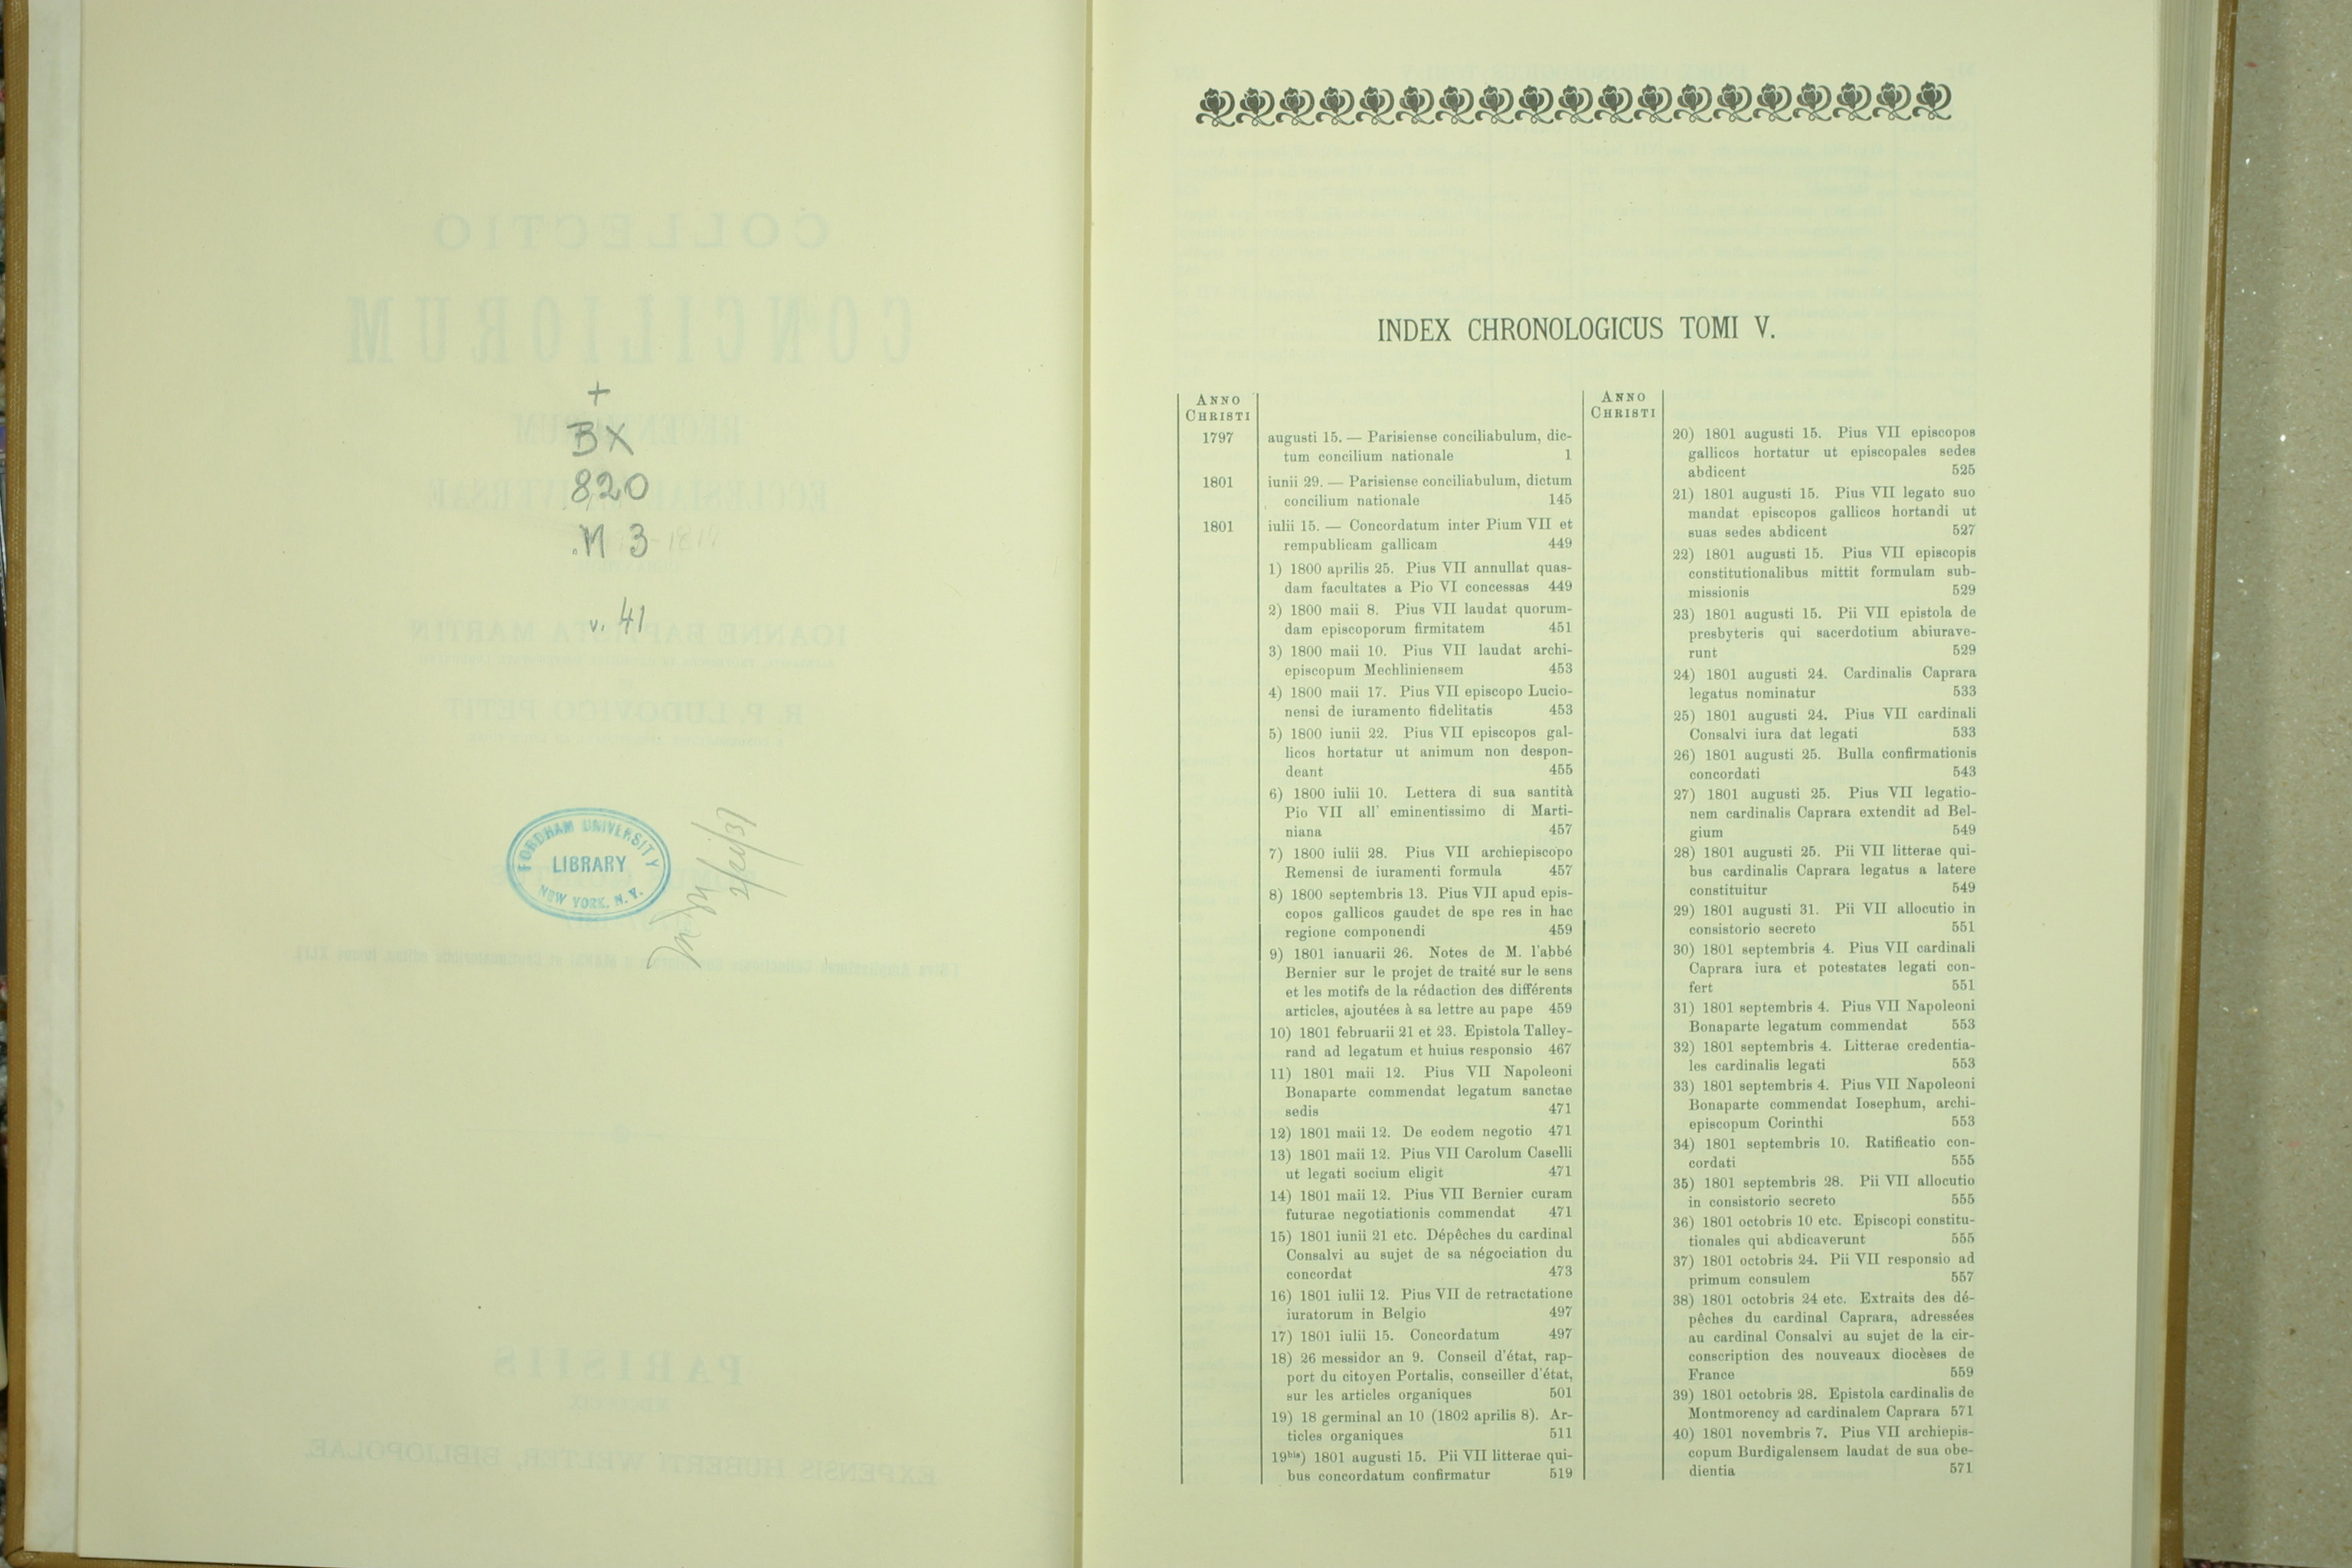 +
BX
820
.M 3
v. 41
FORDHAM UNIVERSITY
LIBRARY
NEW YORK, N. Y.
INDEX CHRONOLOGICUS TOMI V.
ANNO
CHRISTI
1797 augusti 15. — Parisiense conciliabulum, dic-
tum concilium nationale 1
1801 iunii 29. — Parisiense conciliabulum, dictum
concilium nationale 145
1801 iulii 15. — Concordatum inter Pium VII et
rempublicam gallicam 449
1) 1800 aprilis 25. Pius VII annullat quas-
dam facultates a Pio VI concessas 449
2) 1800 maii 8. Pius VII laudat quorum-
dam episcoporum firmitatem 451
3) 1800 maii 10. Pius VII laudat archi-
episcopum Mechliniensem 453
4) 1800 maii 17. Pius VII episcopo Lucio-
nensi de iuramento fidelitatis 453
5) 1800 iunii 22. Pius VII episcopos gal-
licos hortatur ut animum non despon-
deant 455
6) 1800 iulii 10. Lettera di sua santità
Pio VII all' eminentissimo di Marti-
niana 457
7) 1800 iulii 28. Pius VII archiepiscopo
Remensi de iuramenti formula 457
8) 1800 septembris 13. Pius VII apud epis-
copos gallicos gaudet de spe res in hac
regione componendi 459
9) 1801 ianuarii 26. Notes de M. l'abbé
Bernier sur le projet de traité sur le sens
et les motifs de la rédaction des différents
articles, ajoutées à sa lettre au pape 459
10) 1801 februarii 21 et 23. Epistola Talley-
rand ad legatum et huius responsio 467
11) 1801 maii 12. Pius VII Napoleoni
Bonaparte commendat legatum sanctae
sedis 471
12) 1801 maii 12. De eodem negotio 471
13) 1801 maii 12. Pius VII Carolum Caselli
ut legati socium eligit 471
14) 1801 maii 12. Pius VII Bernier curam
futurae negotiationis commendat 471
15) 1801 iunii 21 etc. Dépêches du cardinal
Consalvi au sujet de sa négociation du
concordat 473
16) 1801 iulii 12. Pius VII de retractatione
iuratorum in Belgio 497
17) 1801 iulii 15. Concordatum 497
18) 26 messidor an 9. Conseil d'état, rap-
port du citoyen Portalis, conseiller d'état,
sur les articles organiques 501
19) 18 germinal an 10 (1802 aprilis 8). Ar-
ticles organiques 511
19bis) 1801 augusti 15. Pii VII litterae qui-
bus concordatum confirmatur 519
ANNO
CHRISTI
20) 1801 augusti 15. Pius VII episcopos
gallicos hortatur ut episcopales sedes
abdicent 525
21) 1801 augusti 15. Pius VII legato suo
mandat episcopos gallicos hortandi ut
suas sedes abdicent 527
22) 1801 augusti 15. Pius VII episcopis
constitutionalibus mittit formulam sub-
missionis 529
23) 1801 augusti 15. Pii VII epistola de
presbyteris qui sacerdotium abiurave-
runt 529
24) 1801 augusti 24. Cardinalis Caprara
legatus nominatur 533
25) 1801 augusti 24. Pius VII cardinali
Consalvi iura dat legati 533
26) 1801 augusti 25. Bulla confirmationis
concordati 543
27) 1801 augusti 25. Pius VII legatio-
nem cardinalis Caprara extendit ad Bel-
gium 549
28) 1801 augusti 25. Pii VII litterae qui-
bus cardinalis Caprara legatus a latere
constituitur 549
29) 1801 augusti 31. Pii VII allocutio in
consistorio secreto 551
30) 1801 septembris 4. Pius VII cardinali
Caprara iura et potestates legati con-
fert 551
31) 1801 septembris 4. Pius VII Napoleoni
Bonaparte legatum commendat 553
32) 1801 septembris 4. Litterae credentia-
les cardinalis legati 553
33) 1801 septembris 4. Pius VII Napoleoni
Bonaparte commendat Iosephum, archi-
episcopum Corinthi 553
34) 1801 septembris 10. Ratificatio con-
cordati 555
35) 1801 septembris 28. Pii VII allocutio
in consistorio secreto 555
36) 1801 octobris 10 etc. Episcopi constitu-
tionales qui abdicaverunt 555
37) 1801 octobris 24. Pii VII responsio ad
primum consulem 557
38) 1801 octobris 24 etc. Extraits des dé-
pêches du cardinal Caprara, adressées
au cardinal Consalvi au sujet de la cir-
conscription des nouveaux diocèses de
France 559
39) 1801 octobris 28. Epistola cardinalis de
Montmorency ad cardinalem Caprara 571
40) 1801 novembris 7. Pius VII archiepis-
copum Burdigalensem laudat de sua obe-
dientia 571